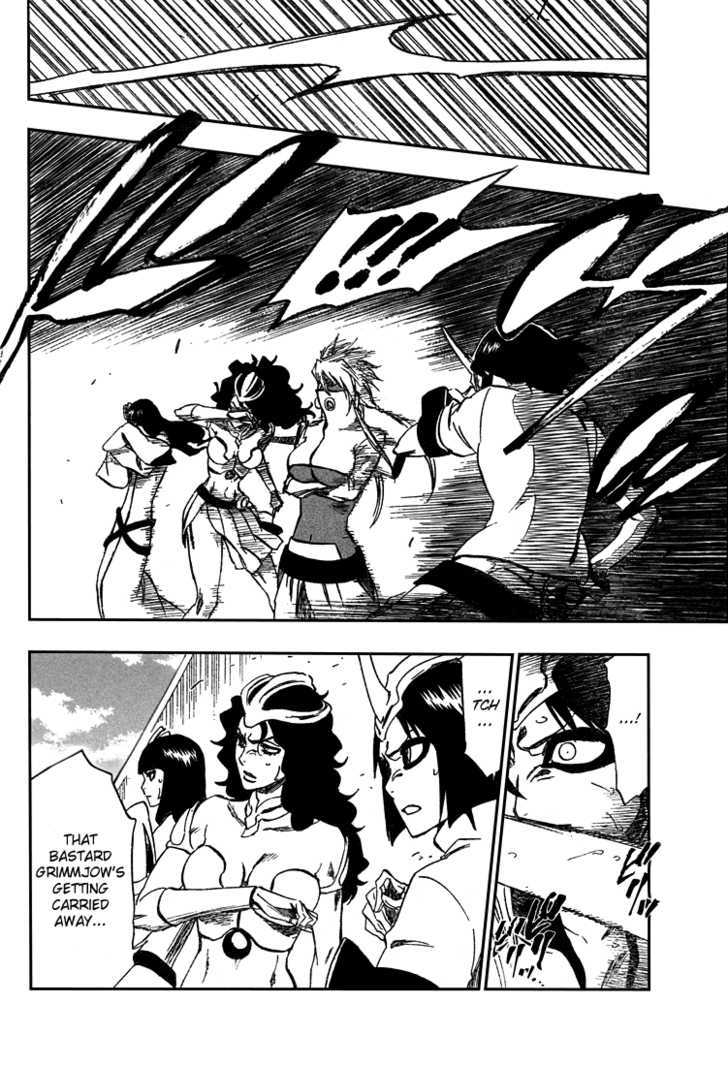 !!!
...!
...
TCH
...
THAT
BASTARD
GRIMMJOW'S
GETTING
CARRIED
AWAY...